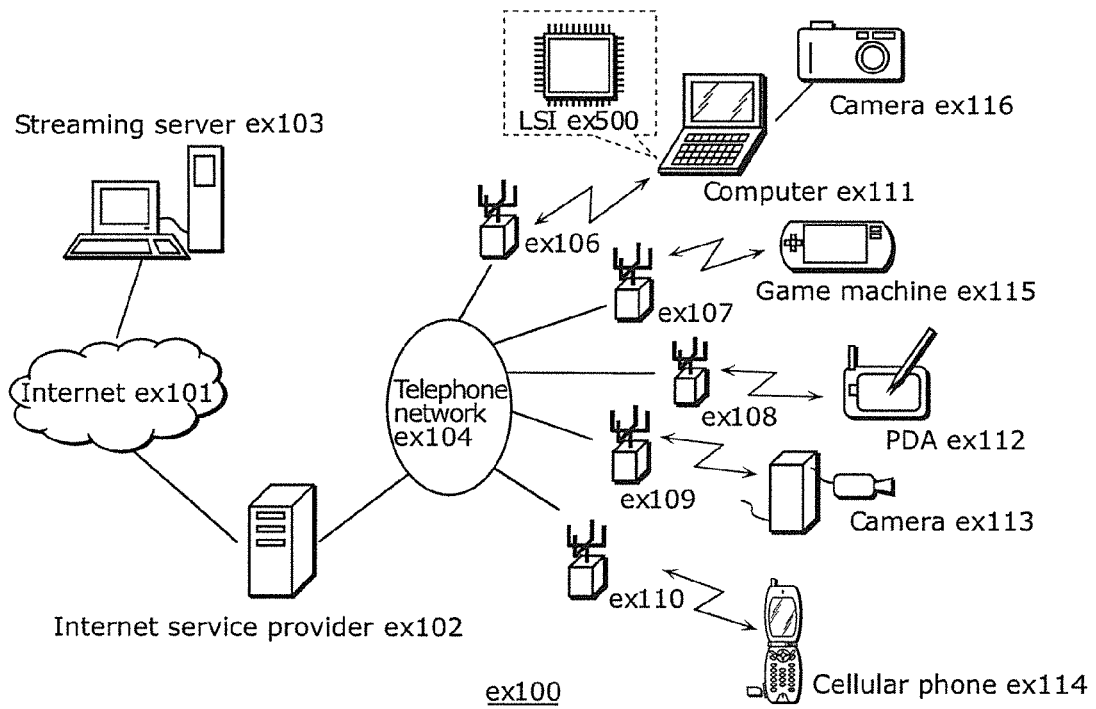 LSI ex500
Camera ex116
Streaming server ex103
Computer ex111
ex106
Game machine ex115
ex107
Internet ex101
Telephone
network
ex104
ex108
PDA ex112
ex109
Camera ex113
ex110
Internet service provider ex102
Cellular phone ex114
ex100